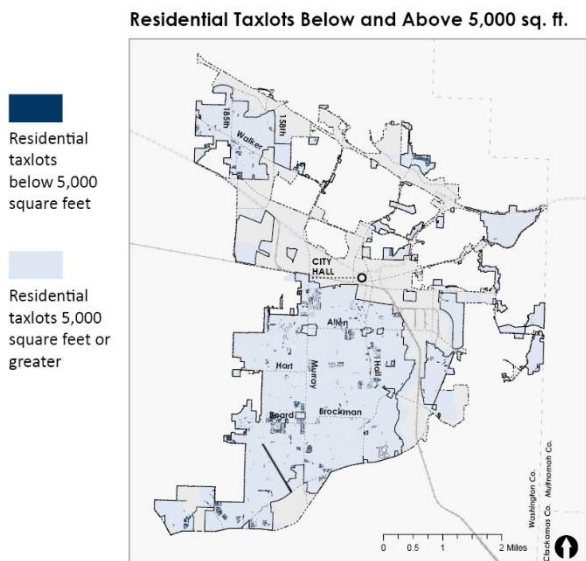 Residential Taxlots Below and Above 5,000 sq. ft.
Residential
taxlots
below 5,000
square feet
Residential
taxlots 5,000
square feet or
greater
185th
158th
Walker
CITY
HALL
Allen
Hart
Murray
Hall
Beard
Brockman
Washington Co.
Clackamas Co.
Multnomah Co.
0 0.5 1 2 Miles